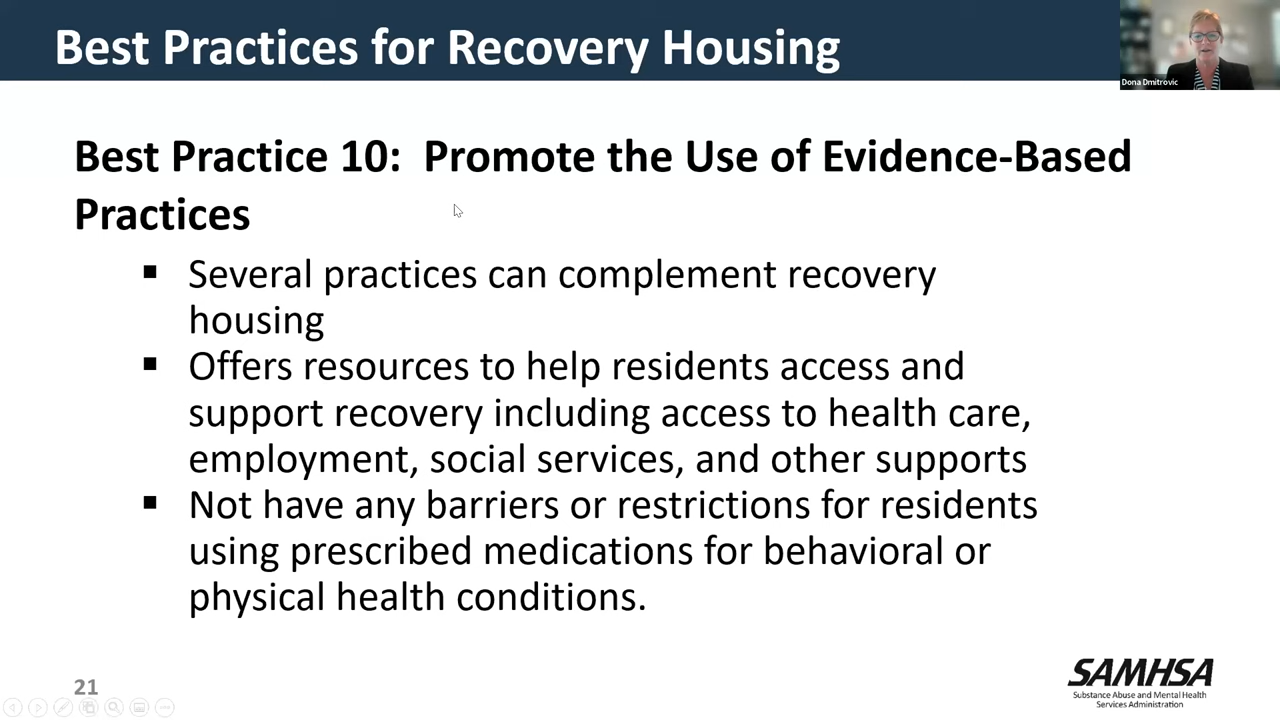 Best Practices for Recovery Housing
Dona Dmitrovic
Best Practice 10: Promote the Use of Evidence-Based
Practices
▪ Several practices can complement recovery
housing
▪ Offers resources to help residents access and
support recovery including access to health care,
employment, social services, and other supports
▪ Not have any barriers or restrictions for residents
using prescribed medications for behavioral or
physical health conditions.
21
SAMHSA
Substance Abuse and Mental Health
Services Administration